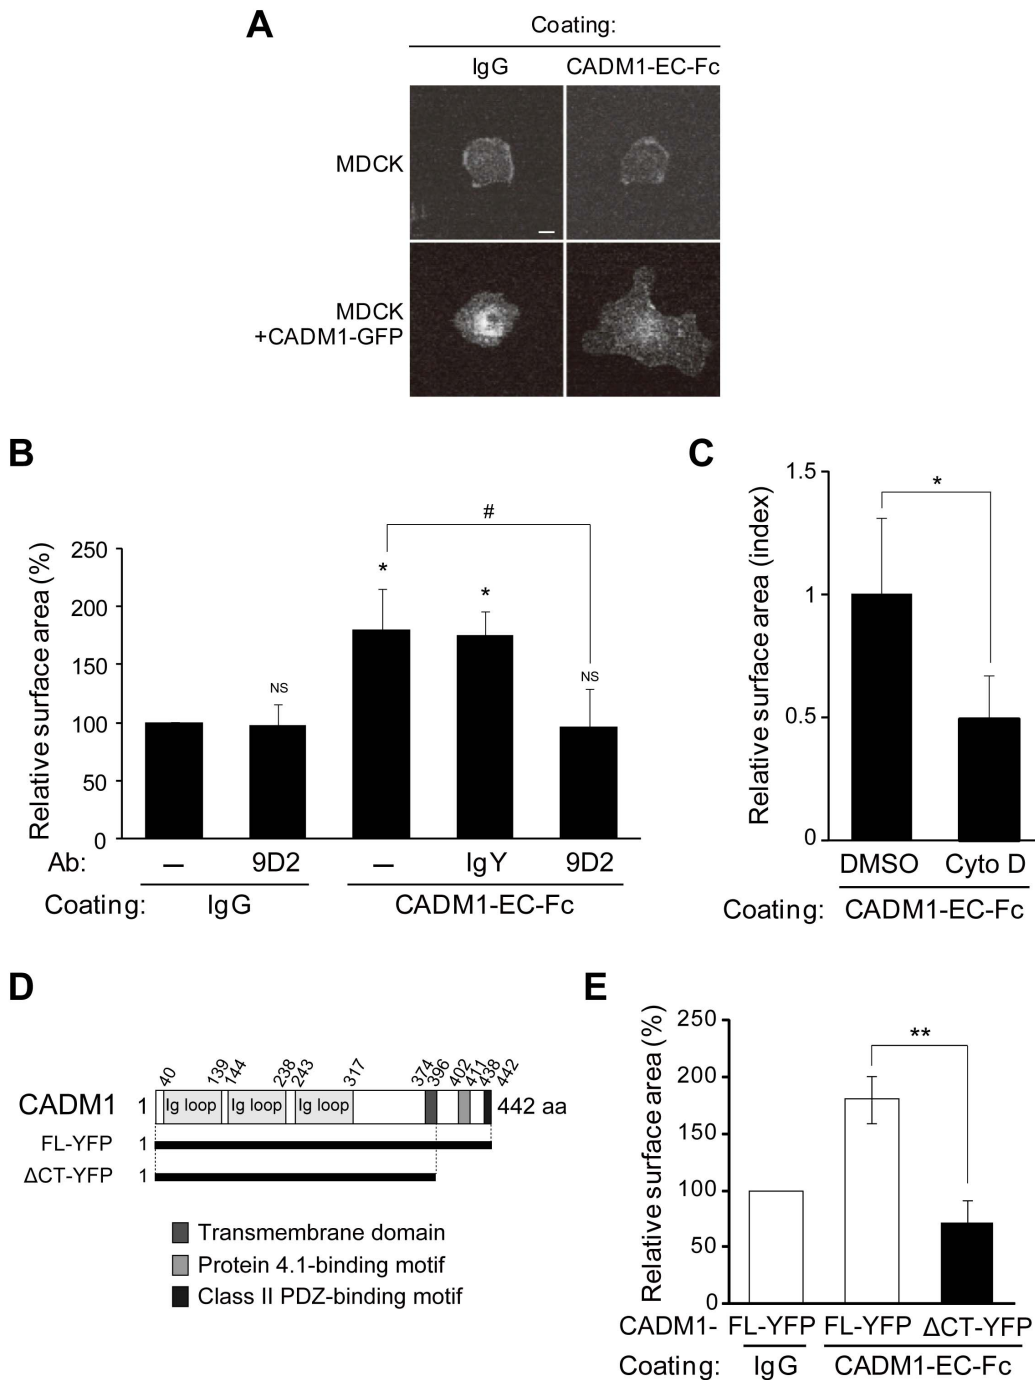 A
Coating:
IgG CADM1-EC-Fc
MDCK
MDCK
+CADM1-GFP
B
Relative surface area (%)
250
200
150
100
50
0
#
NS * * NS
Ab: — 9D2 — IgY 9D2
Coating: IgG CADM1-EC-Fc
C
Relative surface area (index)
1.5
1
0.5
0
*
DMSO Cyto D
Coating: CADM1-EC-Fc
D
40 139 144 238 243 317 374 396 402 411 438 442
CADM1 1 Ig loop Ig loop Ig loop 442 aa
FL-YFP 1
ΔCT-YFP 1
Transmembrane domain
Protein 4.1-binding motif
Class II PDZ-binding motif
E
Relative surface area (%)
250
200
150
100
50
0
**
CADM1- FL-YFP FL-YFP ΔCT-YFP
Coating: IgG CADM1-EC-Fc